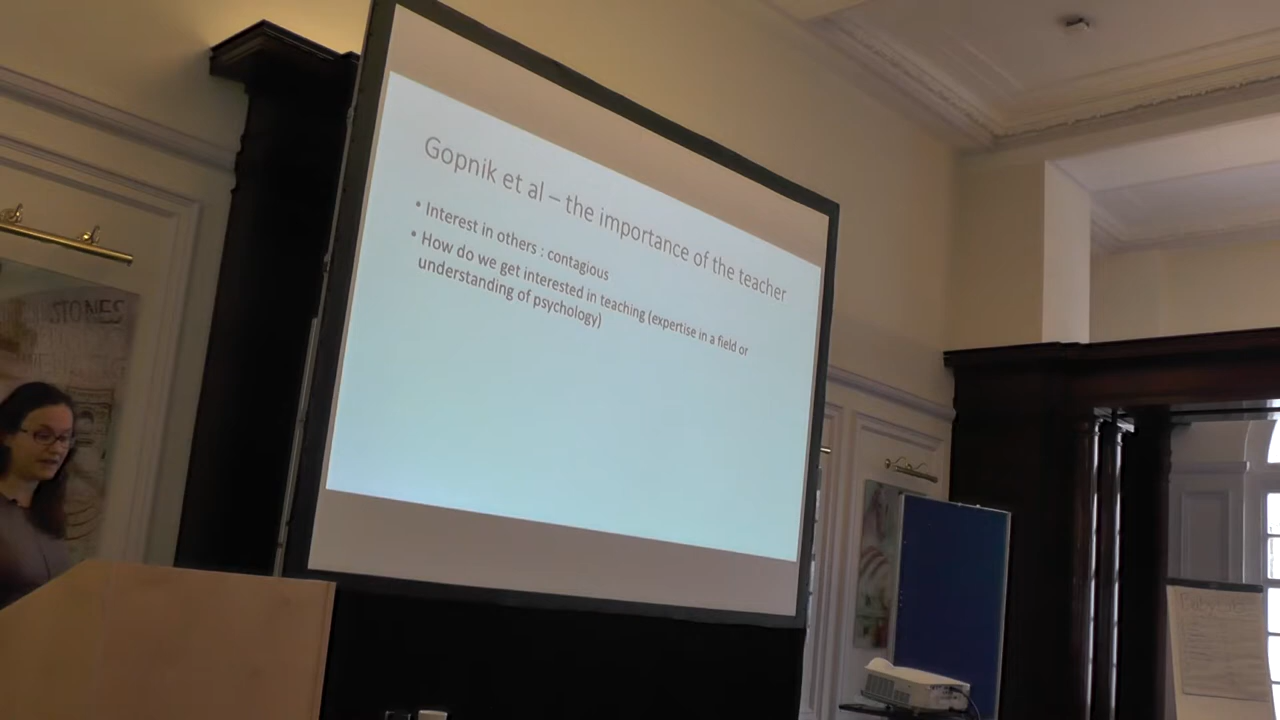 Gopnik et al – the importance of the teacher
• Interest in others : contagious
• How do we get interested in teaching (expertise in a field or
understanding of psychology)
STONES